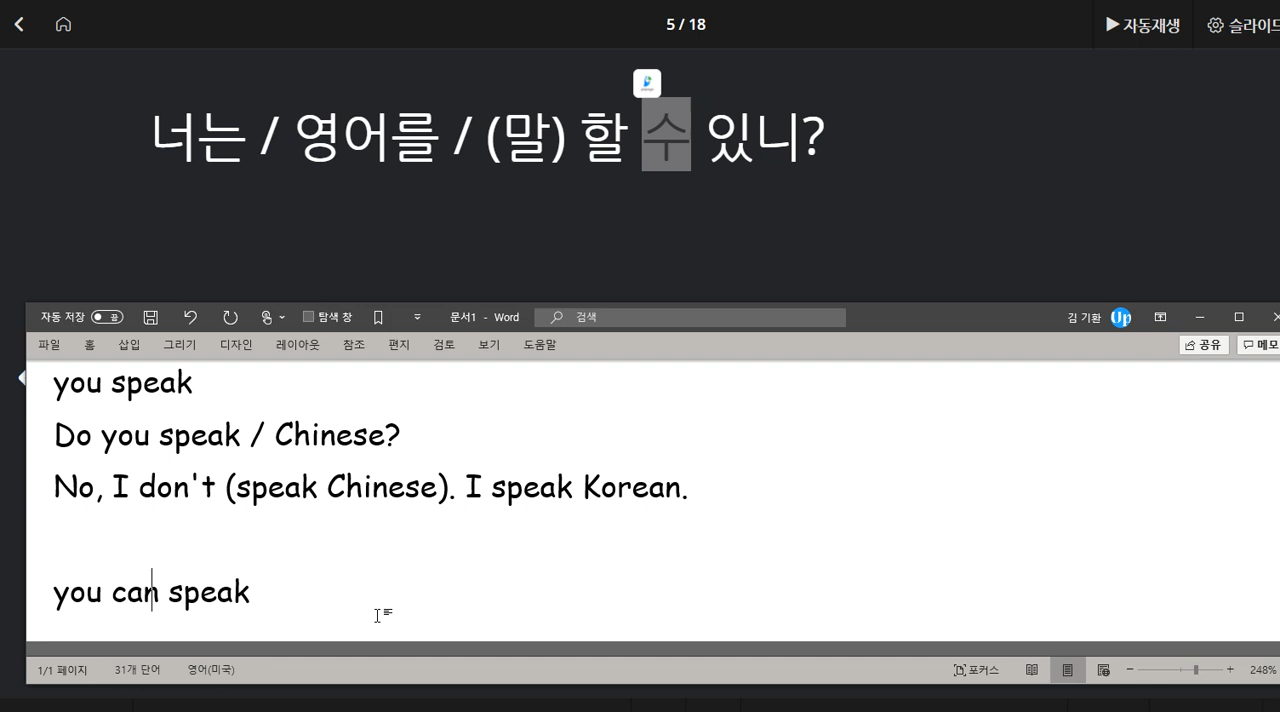 5 / 18
자동재생
슬라이드
너는 / 영어를 / (말) 할 수 있니?
자동 저장 끔
탐색 창
문서1 - Word
검색
김 기환
Up
파일 홈 삽입 그리기 디자인 레이아웃 참조 편지 검토 보기 도움말
공유 메모
you speak
Do you speak / Chinese?
No, I don't (speak Chinese). I speak Korean.
you can speak
1/1 페이지 31개 단어 영어(미국)
포커스
248%